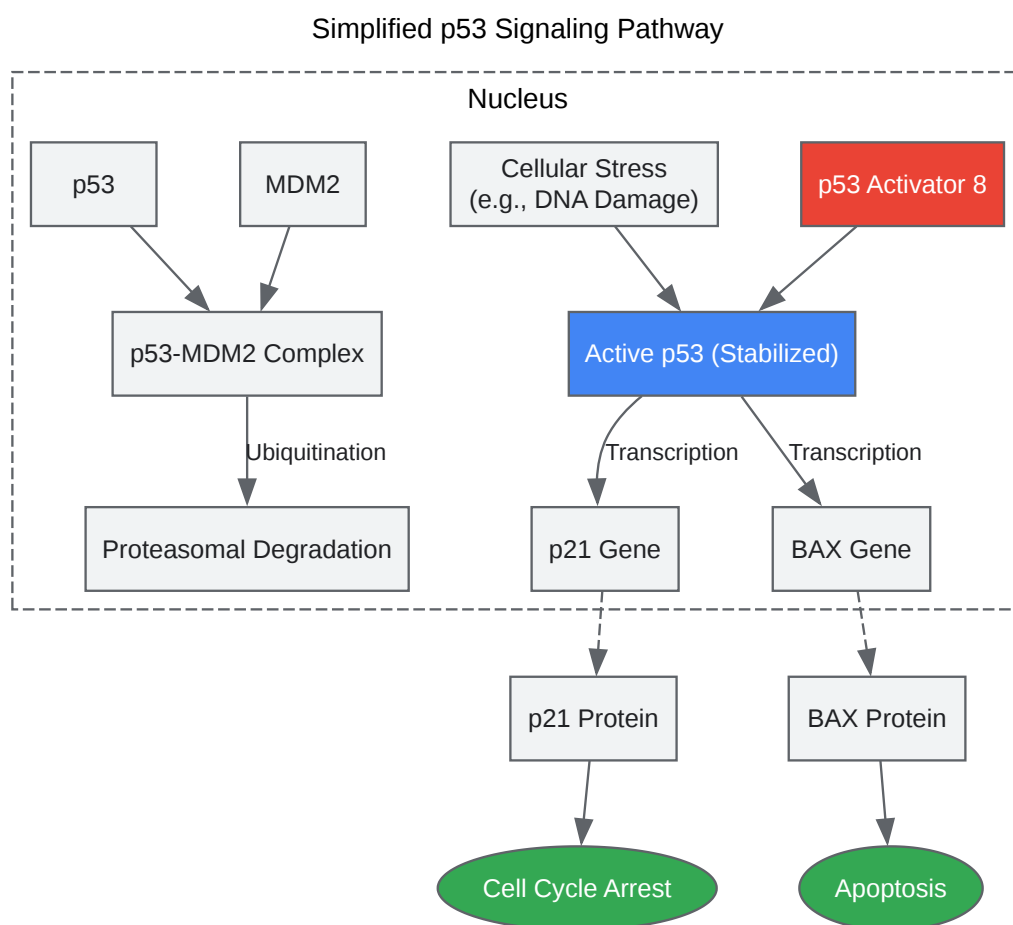 Simplified p53 Signaling Pathway
Nucleus
p53
MDM2
Cellular Stress
(e.g., DNA Damage)
p53 Activator 8
p53-MDM2 Complex
Active p53 (Stabilized)
Ubiquitination
Transcription
Transcription
Proteasomal Degradation
p21 Gene
BAX Gene
p21 Protein
BAX Protein
Cell Cycle Arrest
Apoptosis